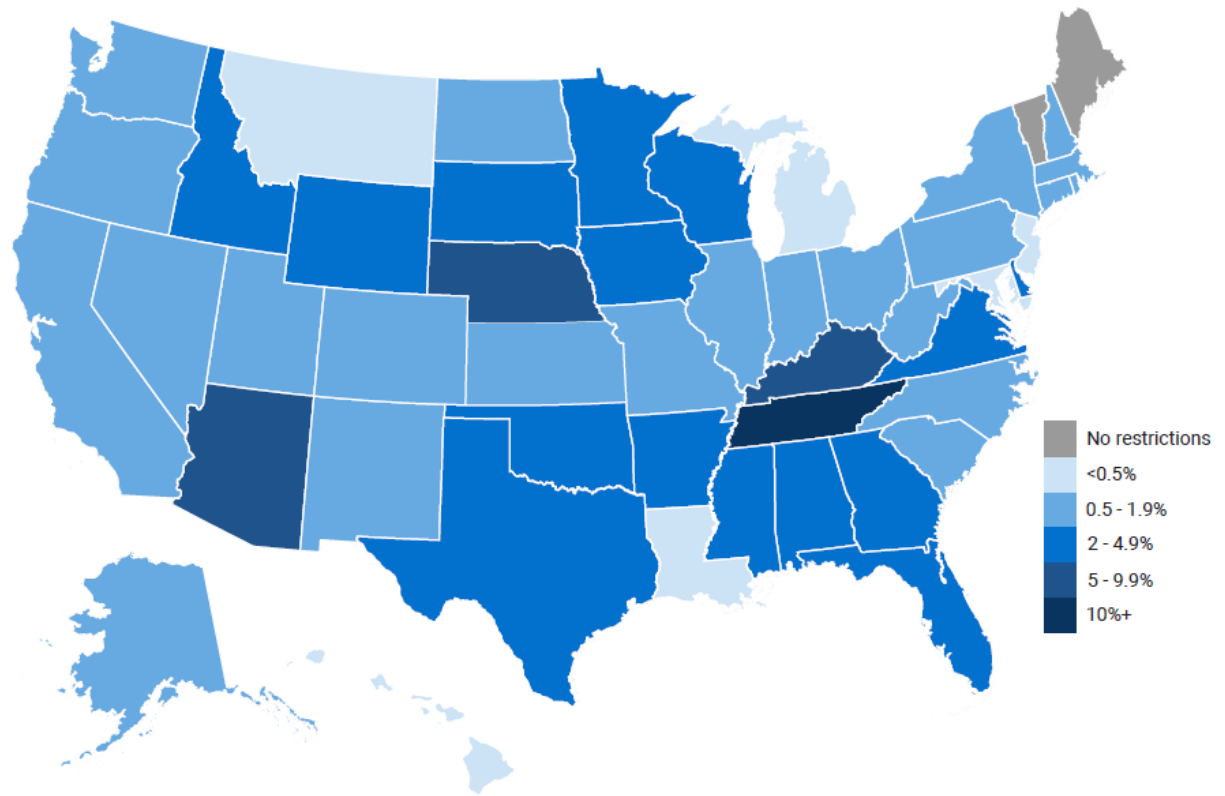 No restrictions
<0.5%
0.5 - 1.9%
2 - 4.9%
5 - 9.9%
10%+